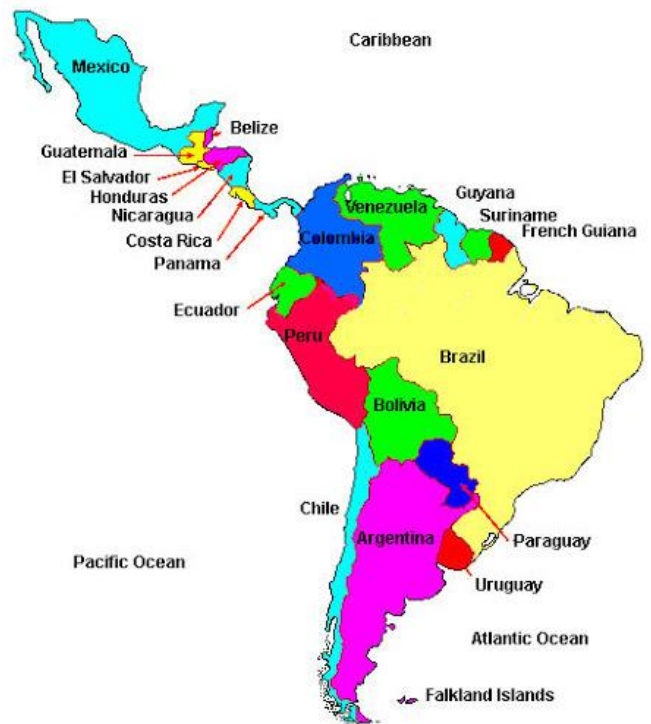 Caribbean
Mexico
Belize
Guatemala
El Salvador
Honduras
Nicaragua
Costa Rica
Panama
Venezuela
Guyana
Suriname
French Guiana
Colombia
Ecuador
Peru
Brazil
Bolivia
Chile
Argentina
Paraguay
Pacific Ocean
Uruguay
Atlantic Ocean
Falkland Islands